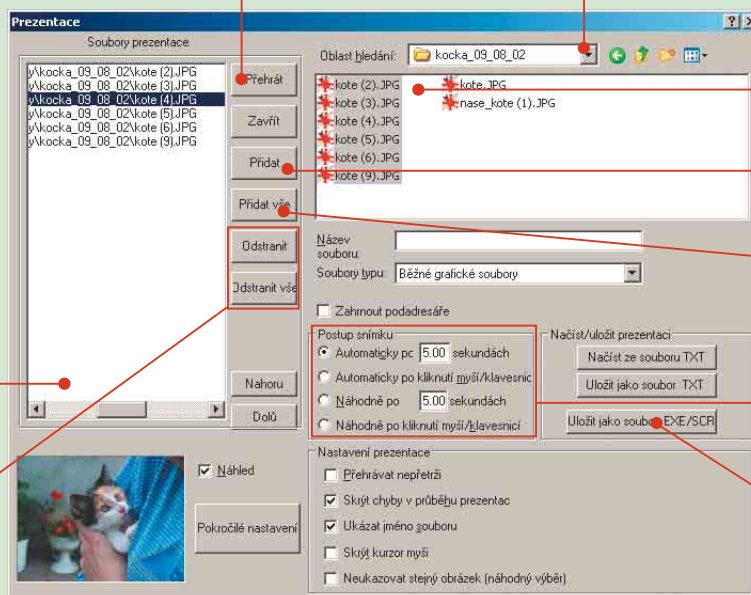 Prezentace
Soubory prezentace
y\kocka_09_08_02\kote (2).JPG
y\kocka_09_08_02\kote (3).JPG
y\kocka_09_08_02\kote (4).JPG
y\kocka_09_08_02\kote (5).JPG
y\kocka_09_08_02\kote (6).JPG
y\kocka_09_08_02\kote (9).JPG
Přehrát
Zavřít
Přidat
Přidat vše
Odstranit
Odstranit vše
Nahoru
Dolů
Oblast hledání:
kocka_09_08_02
kote (2).JPG
kote (3).JPG
kote (4).JPG
kote (5).JPG
kote (6).JPG
kote (9).JPG
kote.JPG
nase_kote (1).JPG
Název
souboru:
Soubory typu:
Běžné grafické soubory
Zahrnout podadresáře
Postup snímku
Automaticky pc 5.00 sekundách
Automaticky po kliknutí myší/klavesnic
Náhodně po 5.00 sekundách
Náhodně po kliknutí myší/klavesnicí
Načíst/uložit prezentaci
Načíst ze souboru TXT
Uložit jako soubor TXT
Uložit jako soubor EXE/SCR
Náhled
Pokročilé nastavení
Nastavení prezentace
Přehrávat nepřetrži
Skrýt chyby v průběhu prezentac
Ukázat jméno souboru
Skrýt kurzor myši
Neukazovat stejný obrázek (náhodný výběr)